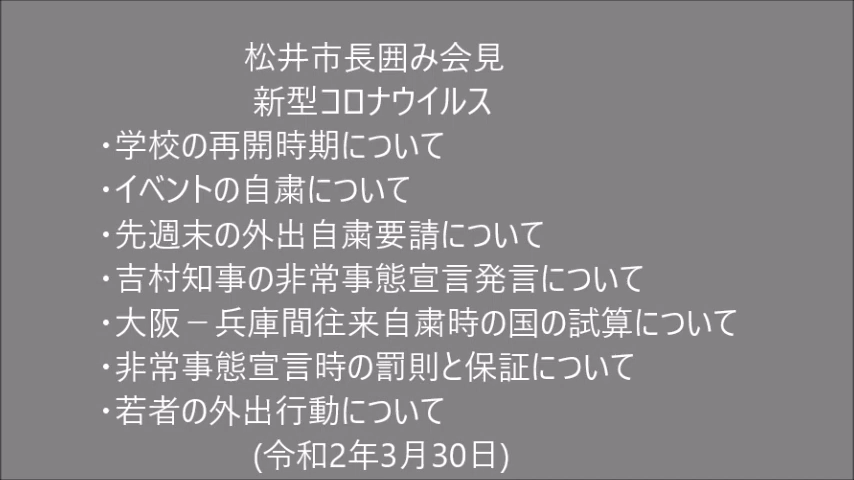 松井市長囲み会見
新型コロナウイルス
・学校の再開時期について
・イベントの自粛について
・先週末の外出自粛要請について
・吉村知事の非常事態宣言発言について
・大阪－兵庫間往来自粛時の国の試算について
・非常事態宣言時の罰則と保証について
・若者の外出行動について
(令和2年3月30日)